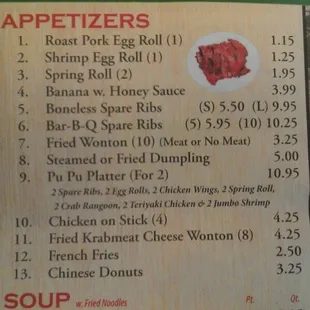 APPETIZERS
1. Roast Pork Egg Roll (1) 1.15
2. Shrimp Egg Roll (1) 1.25
3. Spring Roll (2) 1.95
4. Banana w. Honey Sauce 3.99
5. Boneless Spare Ribs (S) 5.50 (L) 9.95
6. Bar-B-Q Spare Ribs (5) 5.95 (10) 10.25
7. Fried Wonton (10) (Meat or No Meat) 3.25
8. Steamed or Fried Dumpling 5.00
9. Pu Pu Platter (For 2) 10.95
2 Spare Ribs, 2 Egg Rolls, 2 Chicken Wings, 2 Spring Roll,
2 Crab Rangoon, 2 Teriyaki Chicken & 2 Jumbo Shrimp
10. Chicken on Stick (4) 4.25
11. Fried Krabmeat Cheese Wonton (8) 4.25
12. French Fries 2.50
13. Chinese Donuts 3.25
SOUP w. Fried Noodles Pt. Qt.